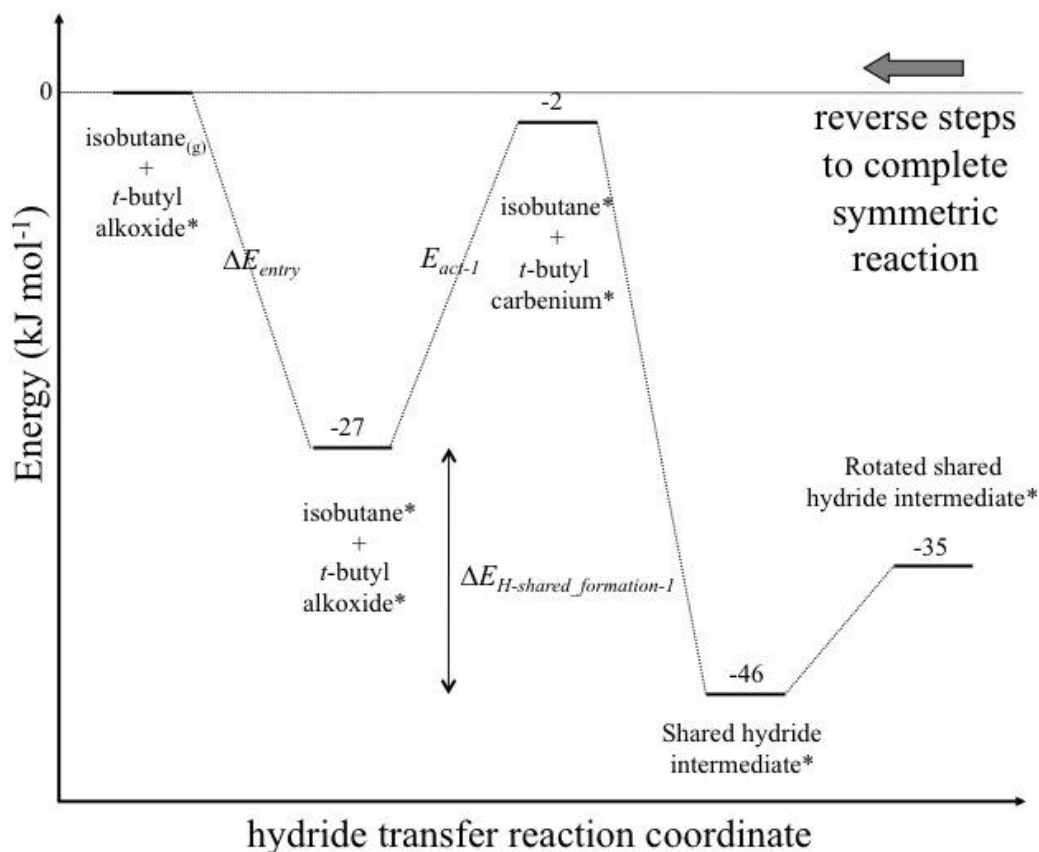 0
isobutane(g)
+
t-butyl
alkoxide*
ΔEentry
-27
isobutane*
+
t-butyl
alkoxide*
Eact-1
-2
isobutane*
+
t-butyl
carbenium*
ΔEH-shared_formation-1
-46
Shared hydride
intermediate*
Rotated shared
hydride intermediate*
-35
reverse steps
to complete
symmetric
reaction
Energy (kJ mol-1)
hydride transfer reaction coordinate